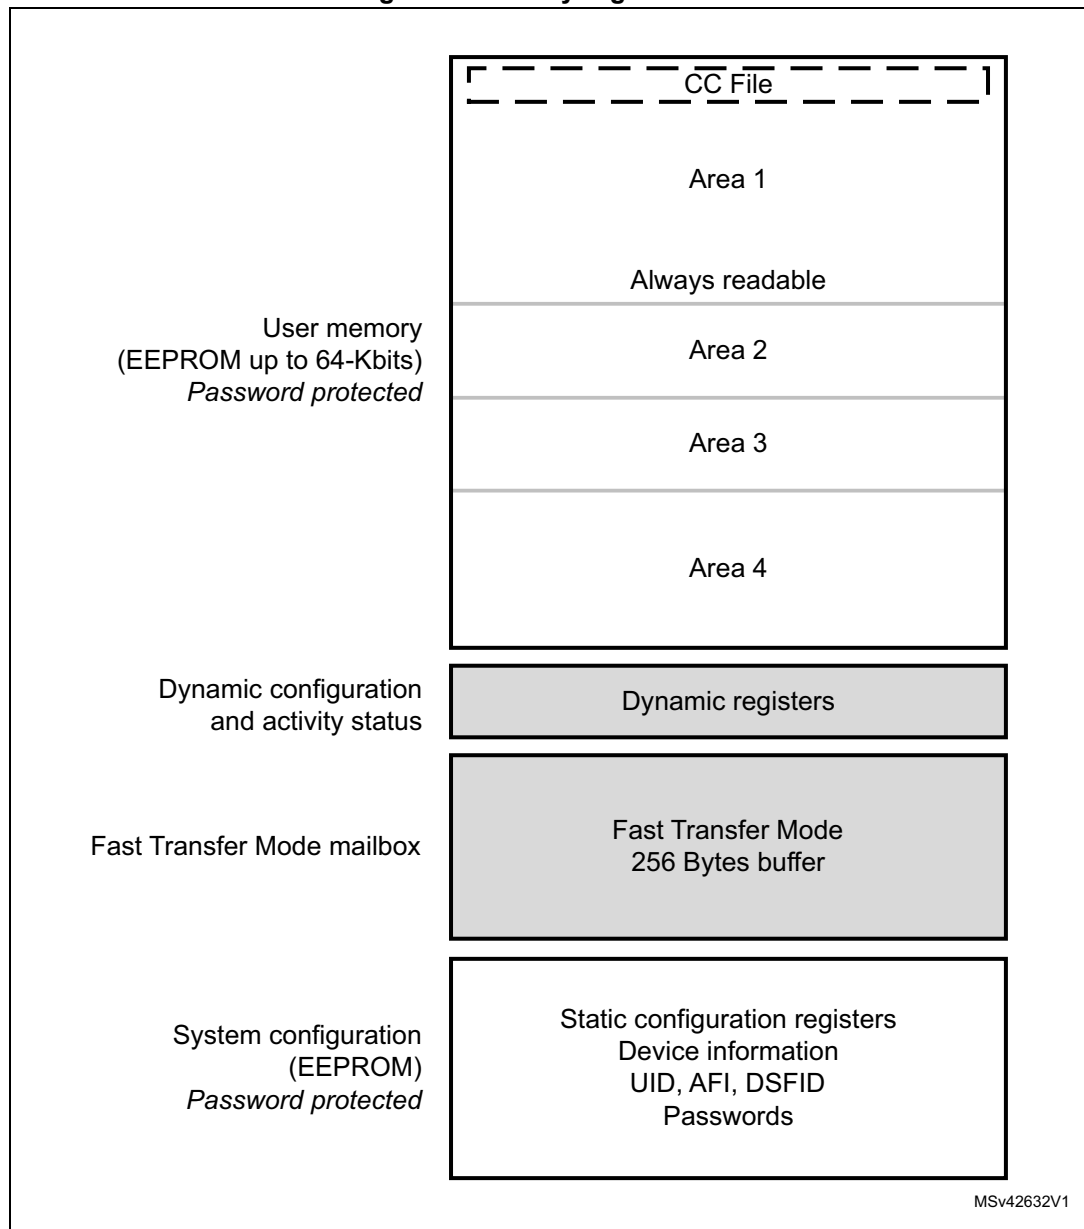 CC File
Area 1
Always readable
User memory
(EEPROM up to 64-Kbits)
Password protected
Area 2
Area 3
Area 4
Dynamic configuration
and activity status
Dynamic registers
Fast Transfer Mode mailbox
Fast Transfer Mode
256 Bytes buffer
System configuration
(EEPROM)
Password protected
Static configuration registers
Device information
UID, AFI, DSFID
Passwords
MSv42632V1